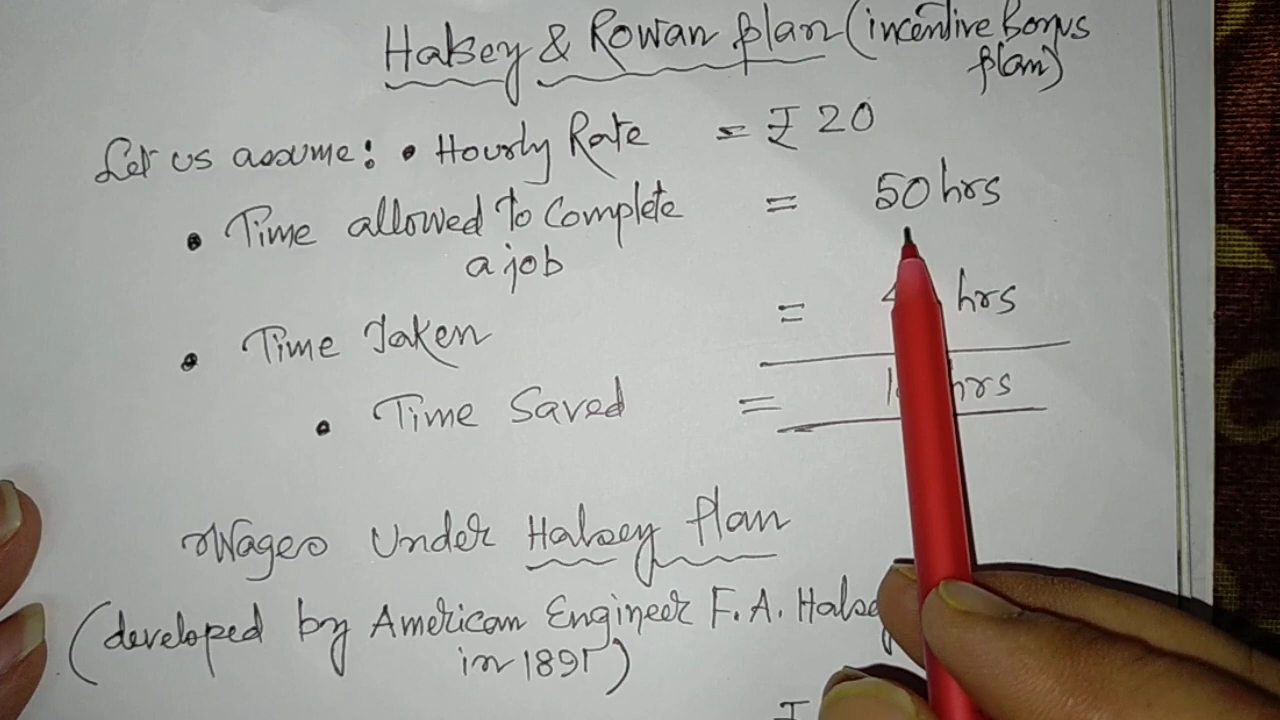 Halsey & Rowan plan (incentive Bonus
plan)
Let us assume: • Hourly Rate = ₹ 20
• Time allowed to Complete = 50 hrs
a job
• Time Taken = hrs
• Time Saved = hrs
Wages Under Halsey Plan
(developed by American Engineer F. A. Halsey
in 1891)
₹